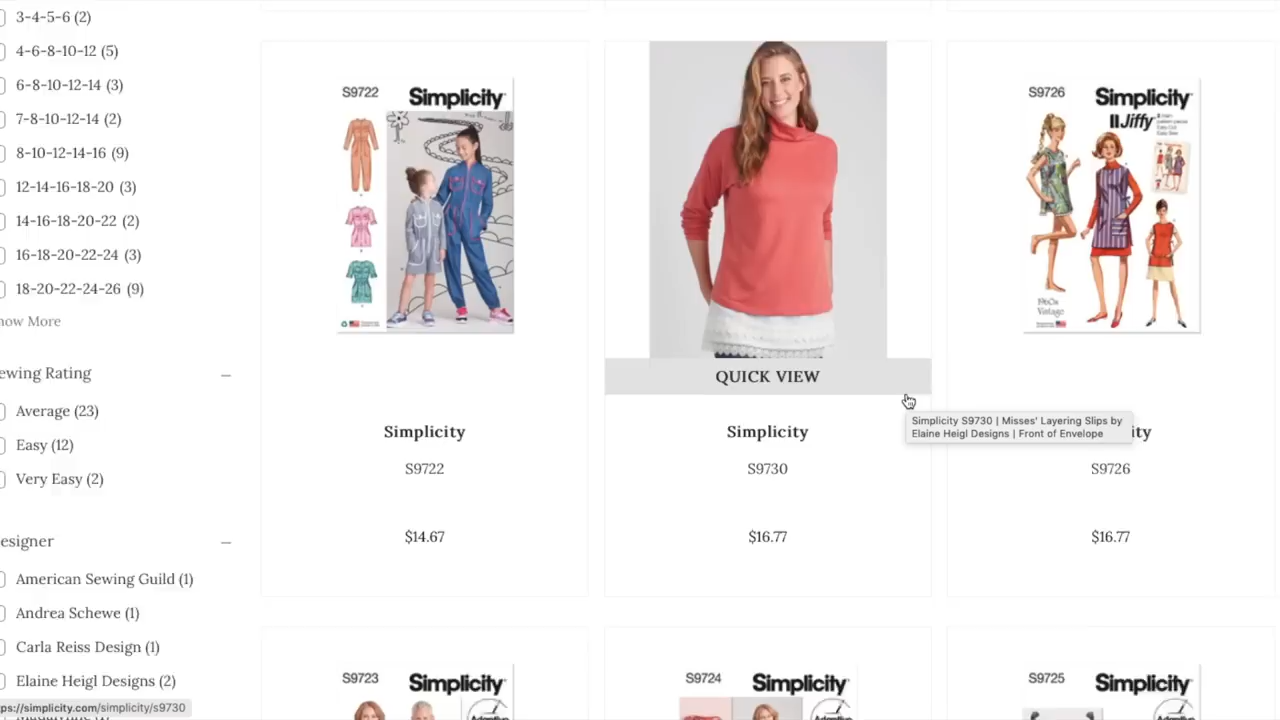 3-4-5-6 (2)
4-6-8-10-12 (5)
6-8-10-12-14 (3)
7-8-10-12-14 (2)
8-10-12-14-16 (9)
12-14-16-18-20 (3)
14-16-18-20-22 (2)
16-18-20-22-24 (3)
18-20-22-24-26 (9)
how More
ewing Rating
Average (23)
Easy (12)
Very Easy (2)
esigner
American Sewing Guild (1)
Andrea Schewe (1)
Carla Reiss Design (1)
Elaine Heigl Designs (2)
ps://simplicity.com/simplicity/s9730
S9722
Simplicity
Simplicity
S9722
$14.67
QUICK VIEW
Simplicity
S9730
$16.77
Simplicity S9730 | Misses' Layering Slips by
Elaine Heigl Designs | Front of Envelope
S9726
Simplicity
Jiffy
1960s
Vintage
ity
S9726
$16.77
S9723
Simplicity
S9724
Simplicity
S9725
Simplicity